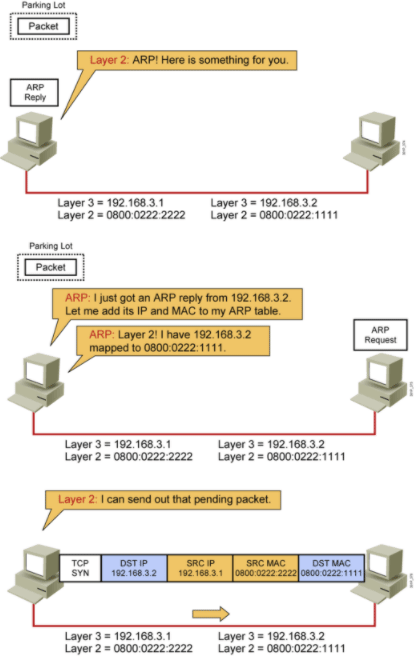 Parking Lot
Packet
Layer 2: ARP! Here is something for you.
ARP
Reply
Layer 3 = 192.168.3.1
Layer 2 = 0800:0222:2222
Layer 3 = 192.168.3.2
Layer 2 = 0800:0222:1111
Parking Lot
Packet
ARP: I just got an ARP reply from 192.168.3.2.
Let me add its IP and MAC to my ARP table.
ARP: Layer 2! I have 192.168.3.2
mapped to 0800:0222:1111.
ARP
Request
Layer 3 = 192.168.3.1
Layer 2 = 0800:0222:2222
Layer 3 = 192.168.3.2
Layer 2 = 0800:0222:1111
Layer 2: I can send out that pending packet.
TCP
SYN
DST IP
192.168.3.2
SRC IP
192.168.3.1
SRC MAC
0800:0222:2222
DST MAC
0800:0222:1111
Layer 3 = 192.168.3.1
Layer 2 = 0800:0222:2222
Layer 3 = 192.168.3.2
Layer 2 = 0800:0222:1111